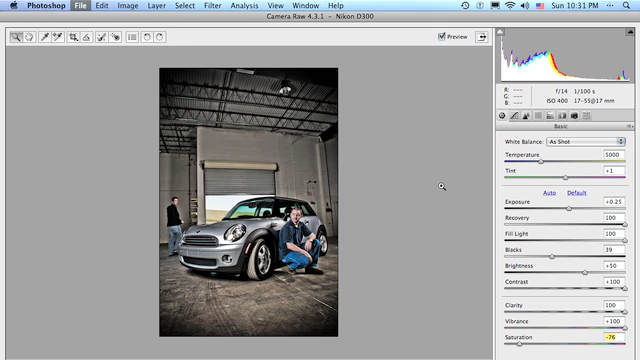 Photoshop File Edit Image Layer Select Filter Analysis View Window Help Sun 10:31 PM
Camera Raw 4.3.1 – Nikon D300
Preview
R: ---
G: ---
B: ---
f/14 1/100 s
ISO 400 17-55@17 mm
Basic
White Balance: As Shot
Temperature 5000
Tint +1
Auto Default
Exposure +0.25
Recovery 100
Fill Light 100
Blacks 39
Brightness +50
Contrast +100
Clarity 100
Vibrance +100
Saturation -76